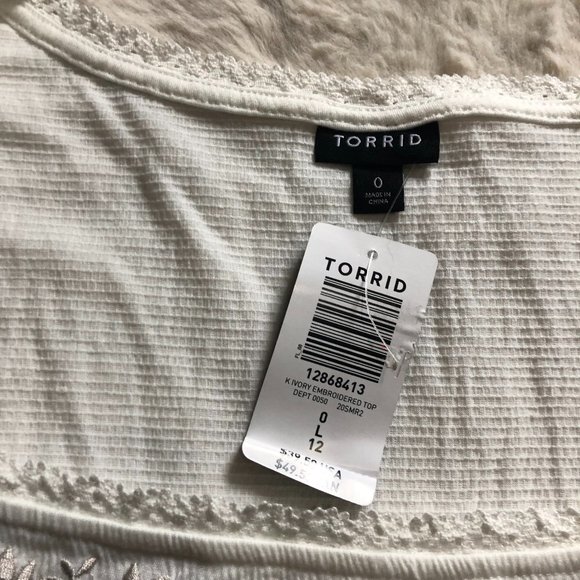 TORRID
0
MADE IN
CHINA
TORRID
12868413
K IVORY EMBROIDERED TOP
DEPT 0050 20SMR2
0
L
12